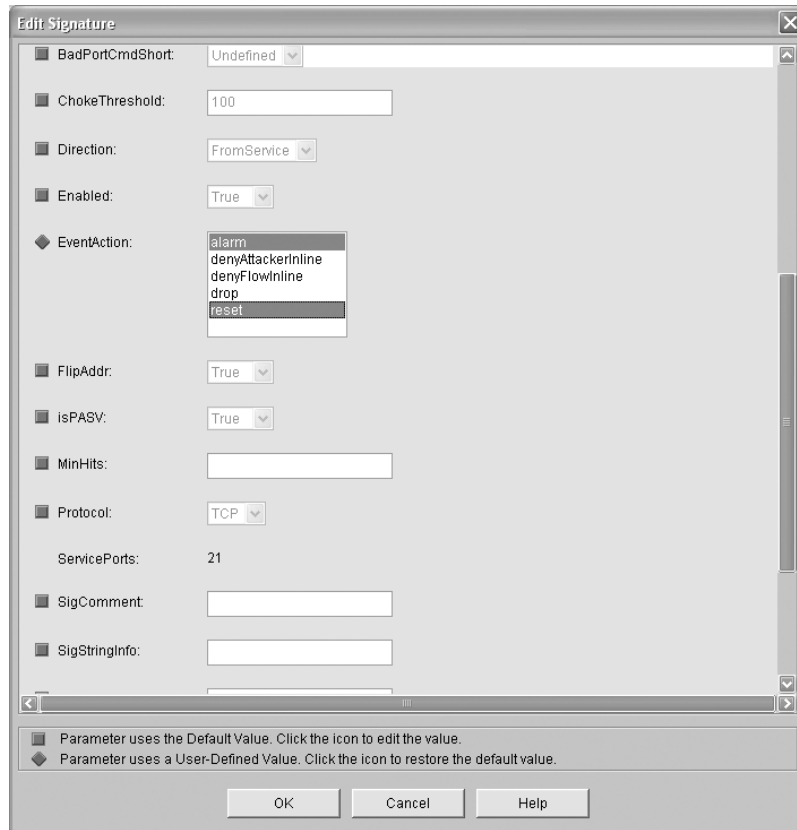 Edit Signature
BadPortCmdShort: Undefined
ChokeThreshold: 100
Direction: FromService
Enabled: True
EventAction: alarm
denyAttackerInline
denyFlowInline
drop
reset
FlipAddr: True
isPASV: True
MinHits:
Protocol: TCP
ServicePorts: 21
SigComment:
SigStringInfo:
Parameter uses the Default Value. Click the icon to edit the value.
Parameter uses a User-Defined Value. Click the icon to restore the default value.
OK Cancel Help